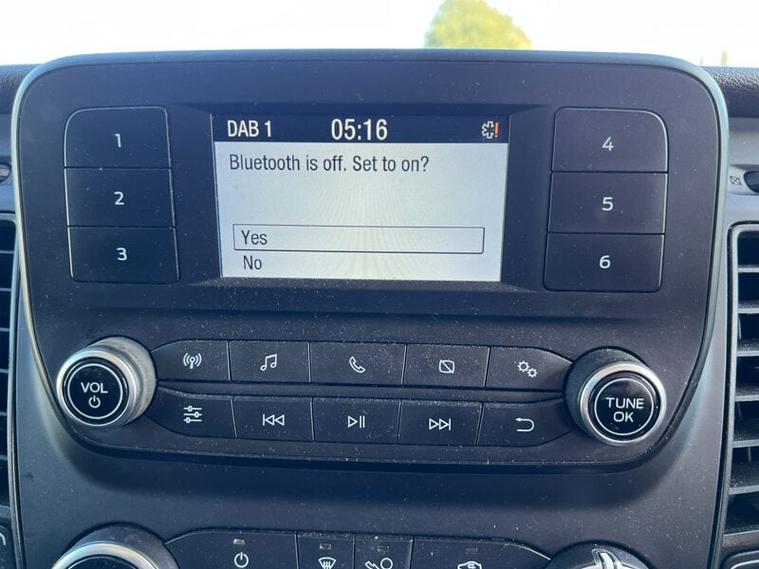 DAB 1 05:16
Bluetooth is off. Set to on?
Yes
No
1
2
3
4
5
6
VOL
TUNE
OK